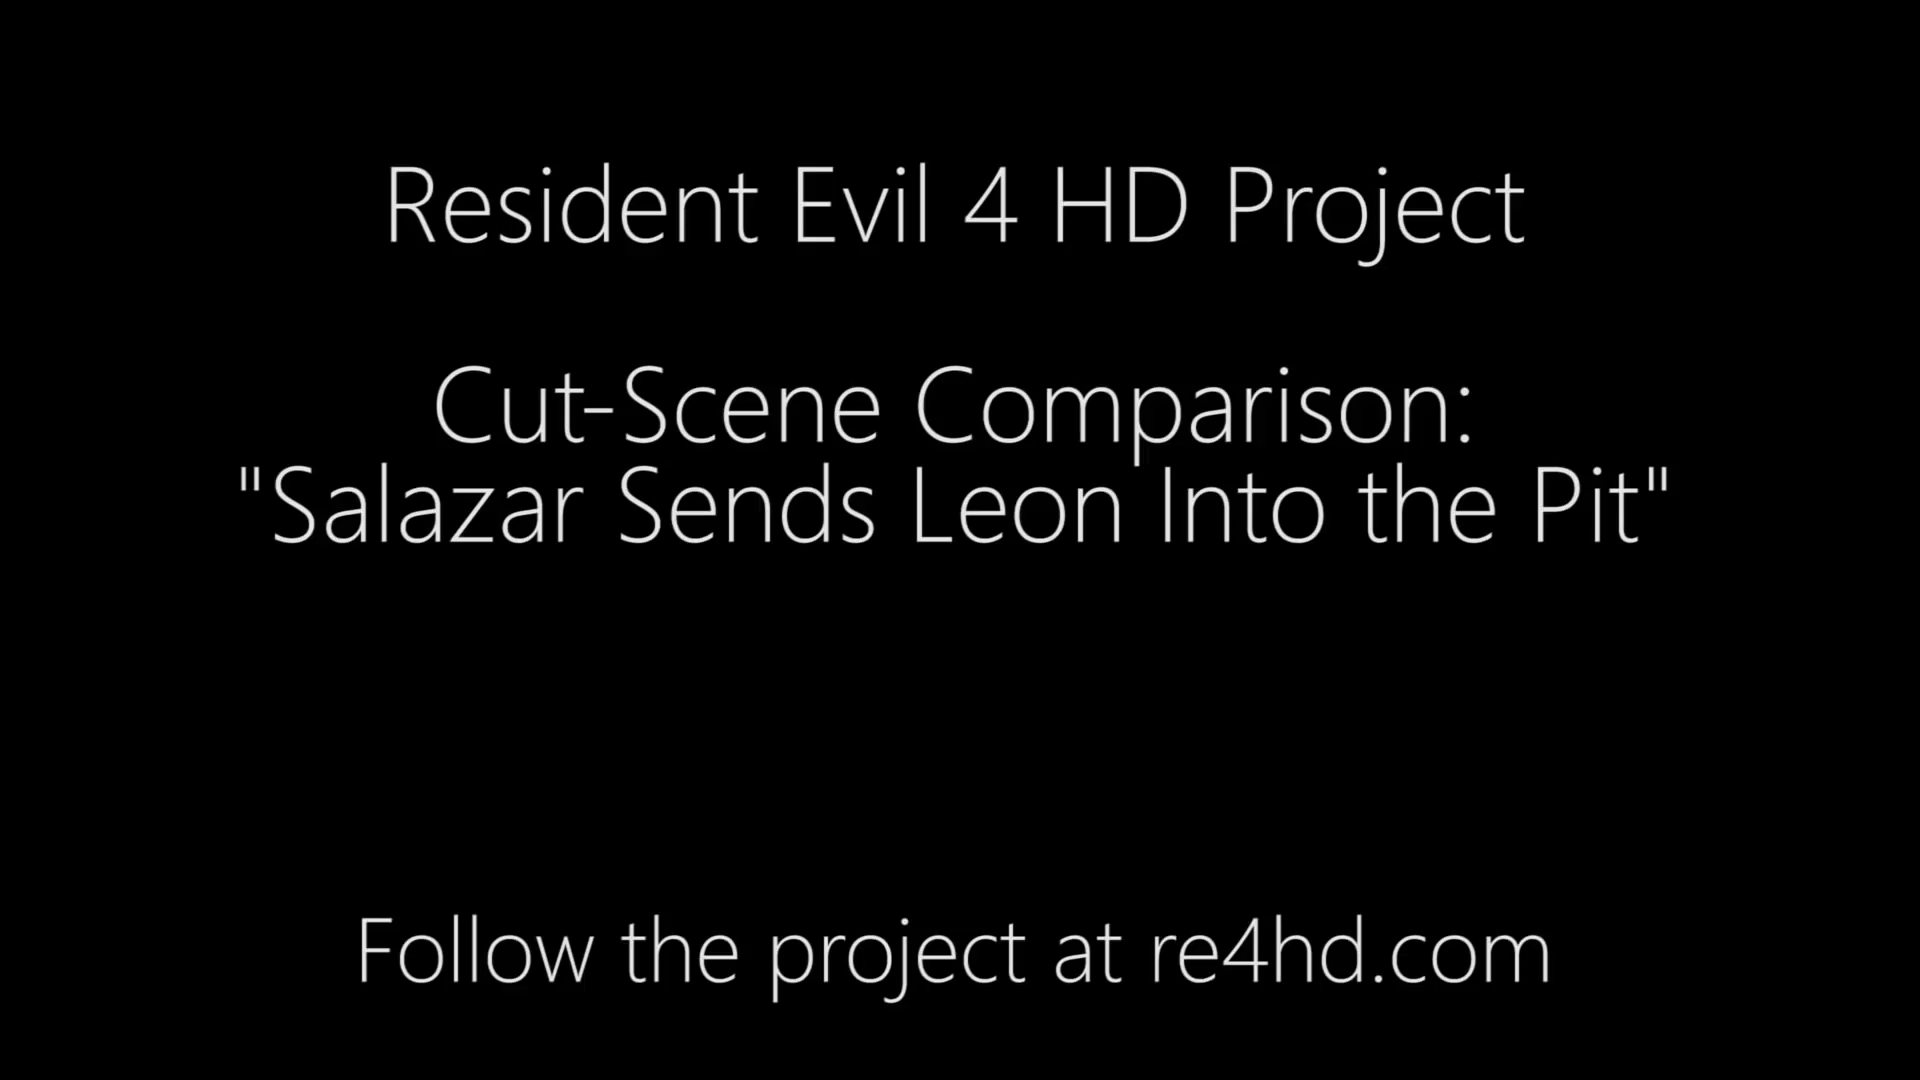 Resident Evil 4 HD Project
Cut-Scene Comparison:
"Salazar Sends Leon Into the Pit"
Follow the project at re4hd.com